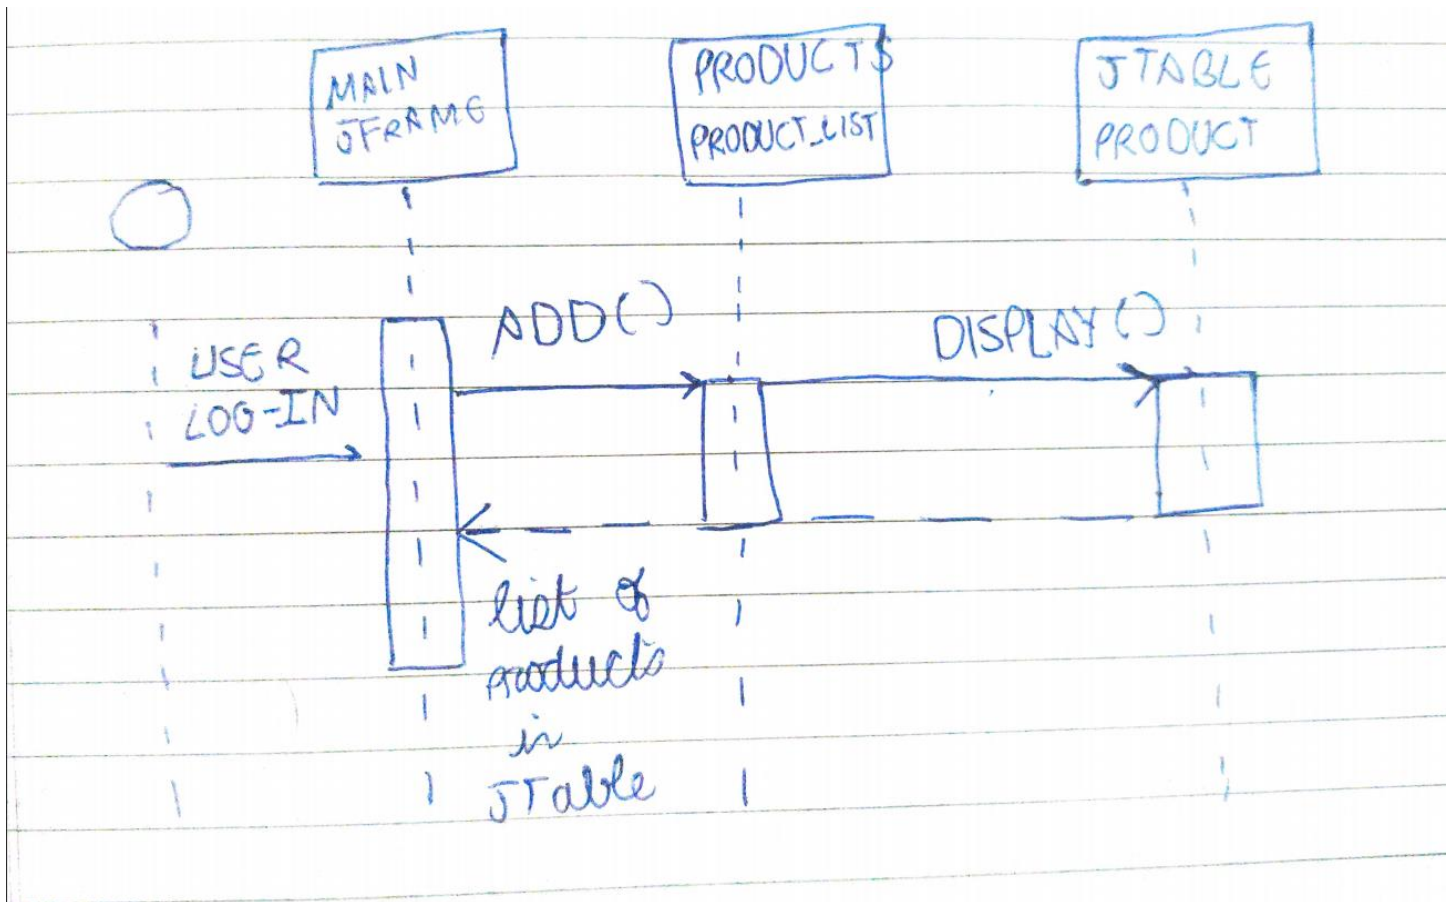 MAIN
JFRAME
PRODUCTS
PRODUCT_LIST
JTABLE
PRODUCT
USER
LOG-IN
ADD()
DISPLAY()
list of
products
in
JTable